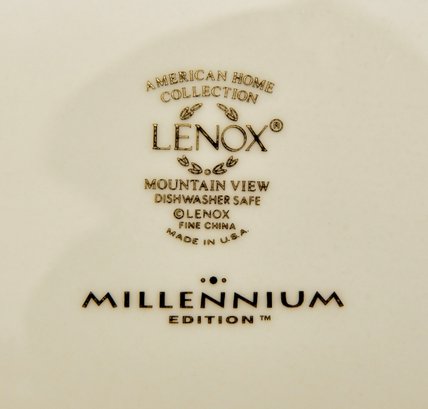 AMERICAN HOME
COLLECTION
LENOX®
MOUNTAIN VIEW
DISHWASHER SAFE
©LENOX
FINE CHINA
MADE IN U.S.A.
MILLENNIUM
EDITION™